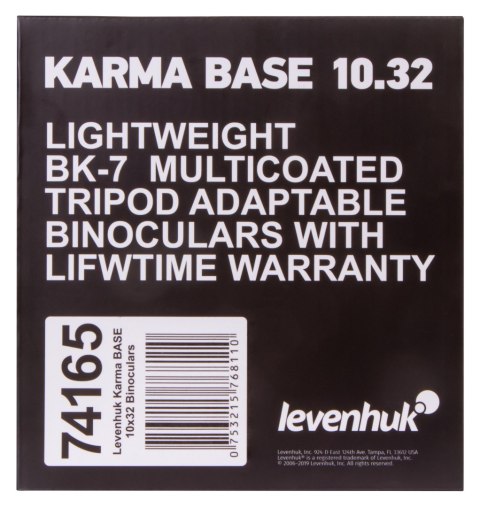 KARMA BASE 10.32
LIGHTWEIGHT
BK-7 MULTICOATED
TRIPOD ADAPTABLE
BINOCULARS WITH
LIFWTIME WARRANTY
74165
Levenhuk Karma BASE
10x32 Binoculars
0 753215 768110
levenhuk
Levenhuk, Inc. 924-D East 124th Ave. Tampa, FL 33612 USA
Levenhuk® is a registered trademark of Levenhuk, Inc.
© 2006–2019 Levenhuk, Inc. All rights reserved.